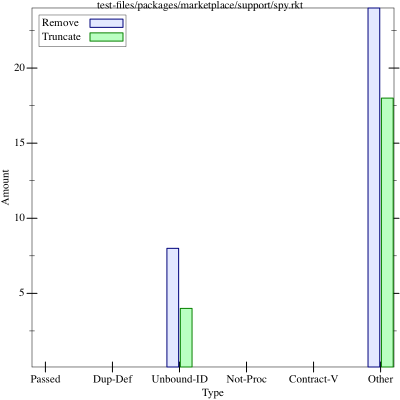 test-files/packages/marketplace/support/spy.rkt
Remove
Truncate
20
15
10
5
Amount
Passed Dup-Def Unbound-ID Not-Proc Contract-V Other
Type